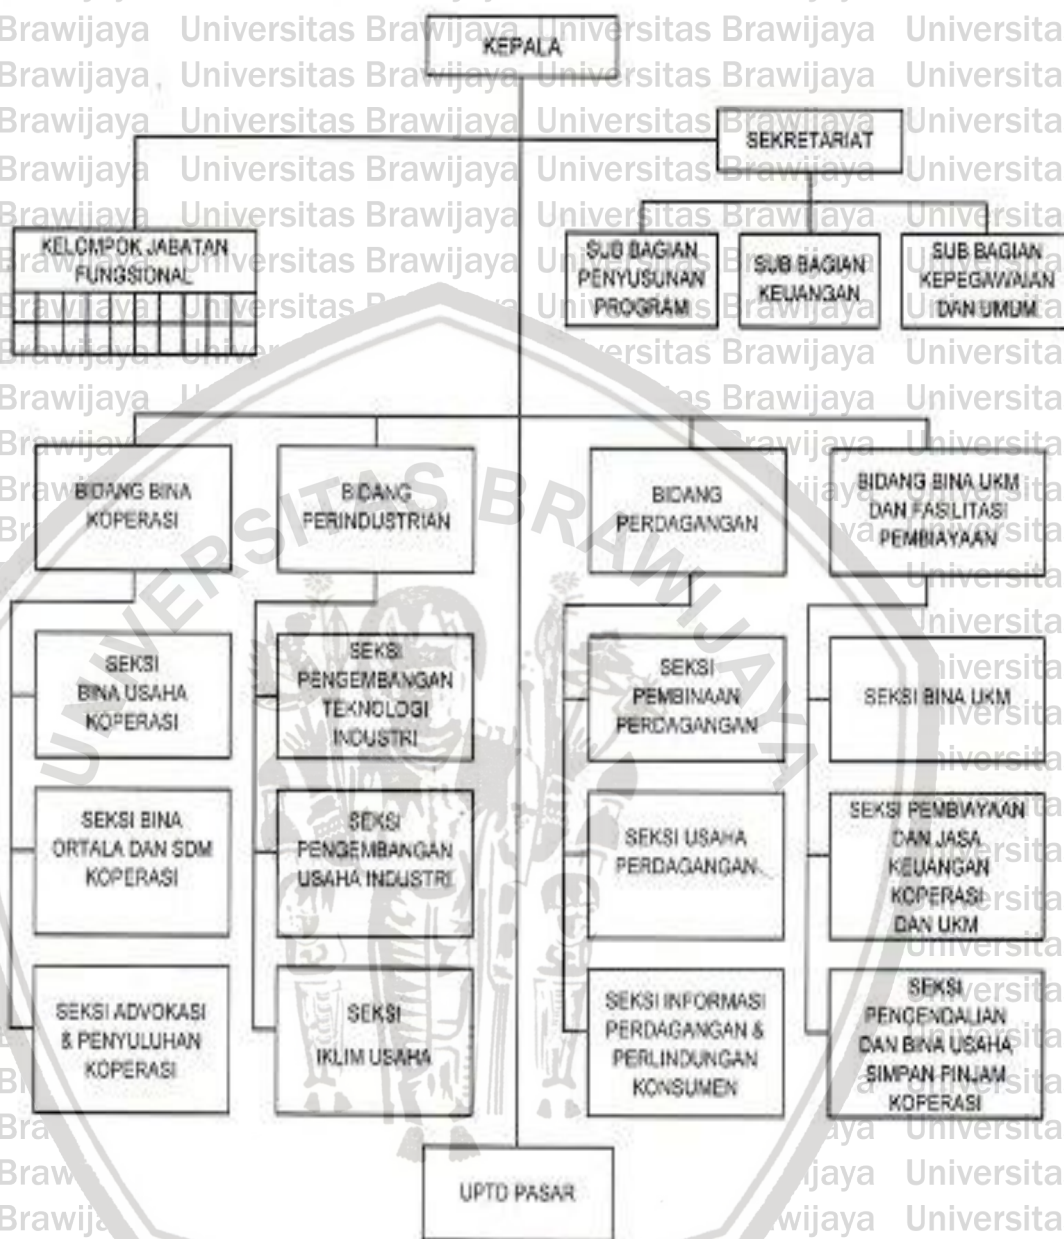 KEPALA
SEKRETARIAT
KELOMPOK JABATAN
FUNGSIONAL
SUB BAGIAN
PENYUSUNAN
PROGRAM
SUB BAGIAN
KEUANGAN
SUB BAGIAN
KEPEGAWAIAN
DAN UMUM
BIDANG BINA
KOPERASI
BIDANG
PERINDUSTRIAN
BIDANG
PERDAGANGAN
BIDANG BINA UKM
DAN FASILITASI
PEMBIAYAAN
SEKSI
BINA USAHA
KOPERASI
SEKSI
PENGEMBANGAN
TEKNOLOGI
INDUSTRI
SEKSI
PEMBINAAN
PERDAGANGAN
SEKSI BINA UKM
SEKSI BINA
ORTALA DAN SDM
KOPERASI
SEKSI
PENGEMBANGAN
USAHA INDUSTRI
SEKSI USAHA
PERDAGANGAN
SEKSI PEMBIAYAAN
DAN JASA
KEUANGAN
KOPERASI
DAN UKM
SEKSI ADVOKASI
& PENYULUHAN
KOPERASI
SEKSI
IKLIM USAHA
SEKSI INFORMASI
PERDAGANGAN &
PERLINDUNGAN
KONSUMEN
SEKSI
PENGENDALIAN
DAN BINA USAHA
SIMPAN PINJAM
KOPERASI
UPTD PASAR
UNIVERSITAS BRAWIJAYA